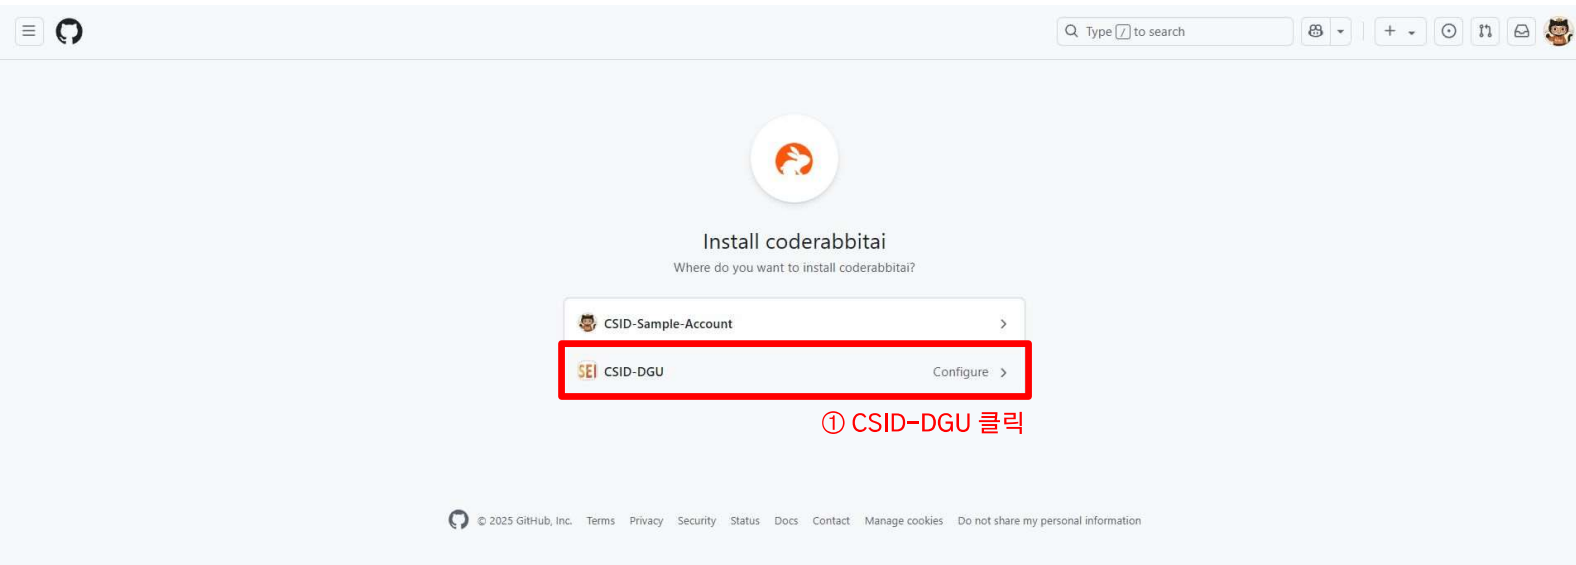 Type / to search
Install coderabbitai
Where do you want to install coderabbitai?
CSID-Sample-Account
SEI CSID-DGU Configure
① CSID-DGU 클릭
© 2025 GitHub, Inc. Terms Privacy Security Status Docs Contact Manage cookies Do not share my personal information